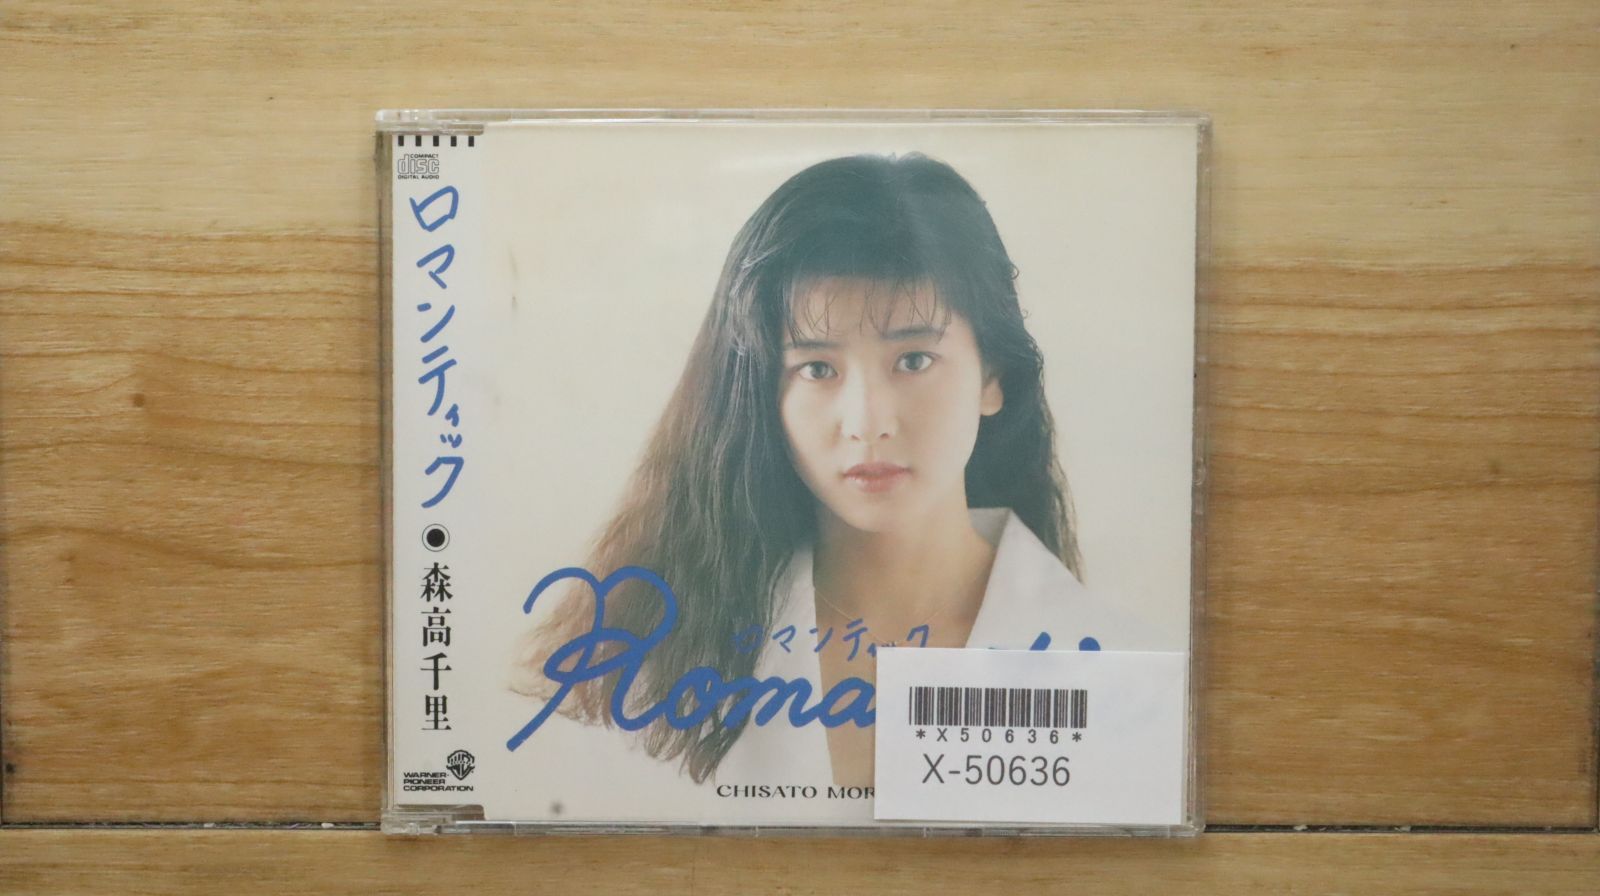 COMPACT
disc
DIGITAL AUDIO
ロマンティック
森高千里
WARNER-
PIONEER
CORPORATION
ロマンティック
Roma
CHISATO MOR
*X50636*
X-50636